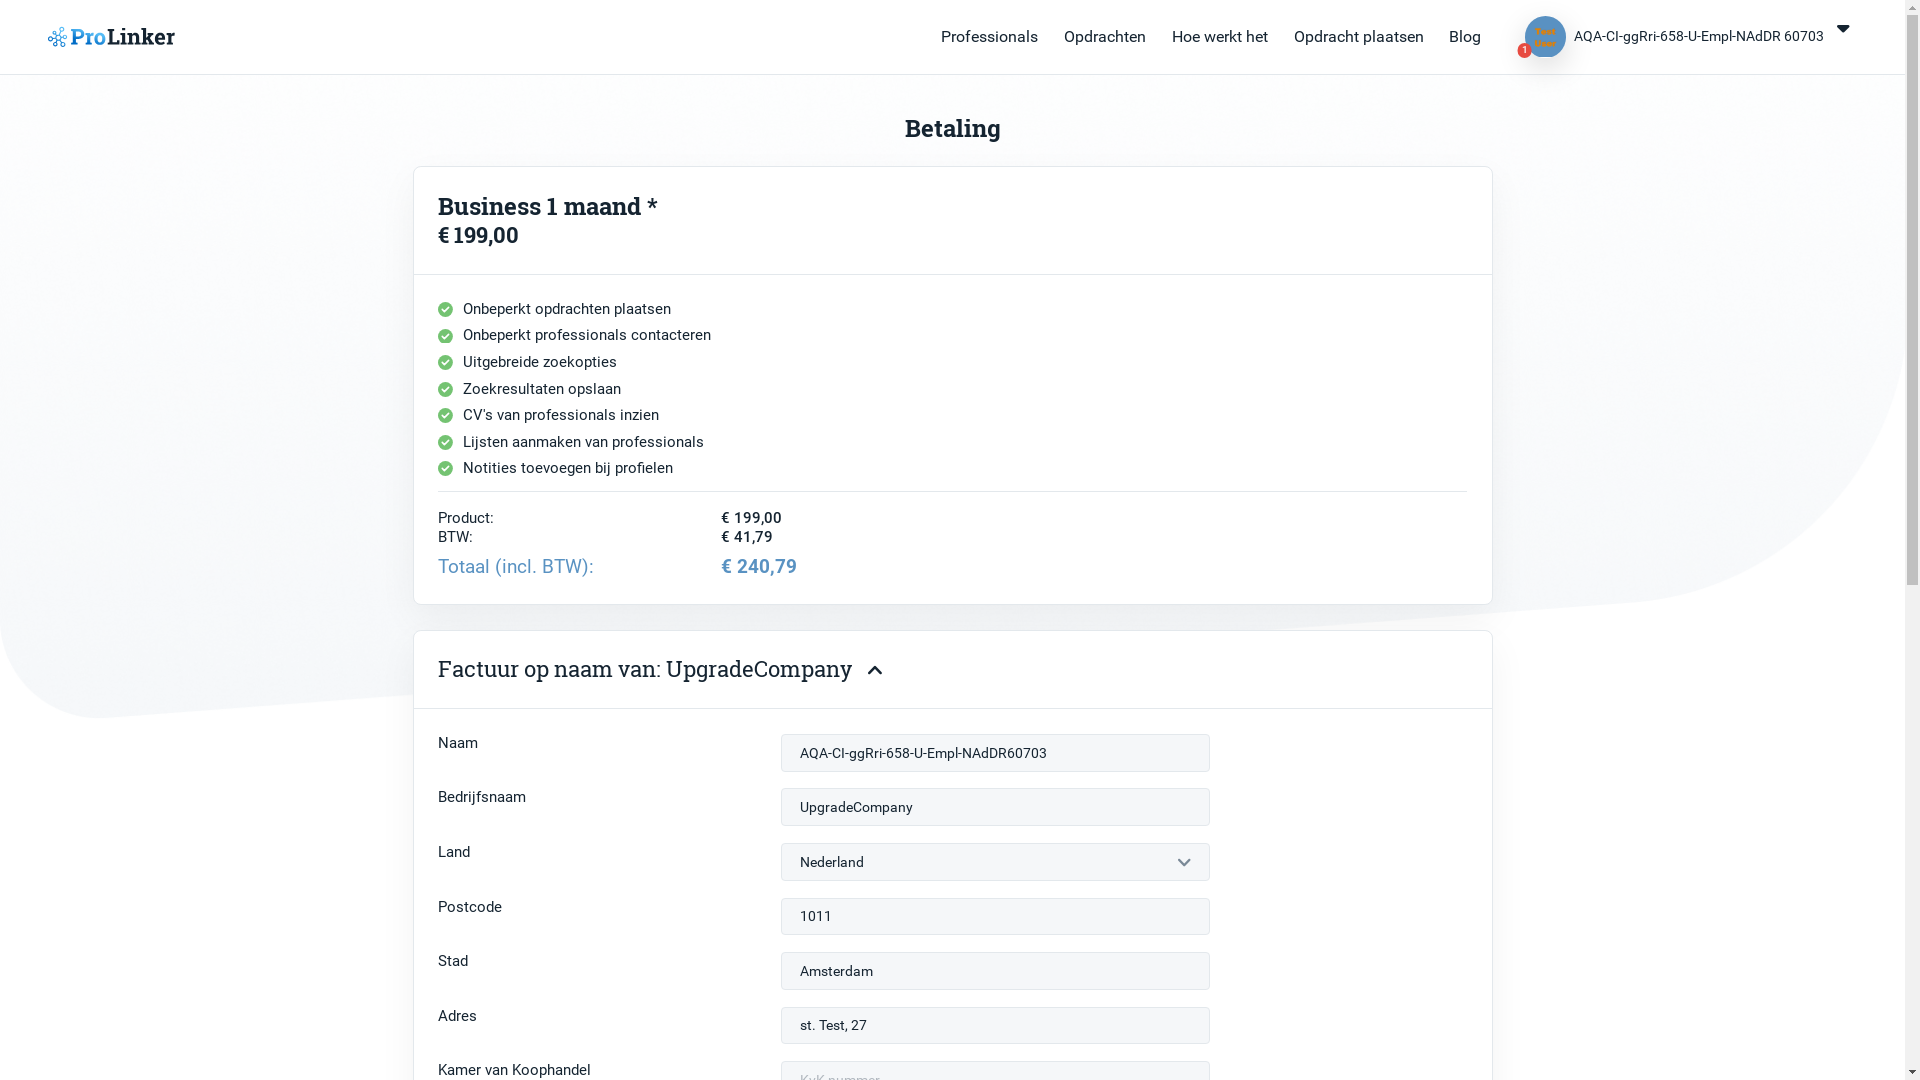 ProLinker
Professionals Opdrachten Hoe werkt het Opdracht plaatsen Blog
Test User
1
AQA-CI-ggRri-658-U-Empl-NAdDR 60703
Betaling
Business 1 maand *
€ 199,00
Onbeperkt opdrachten plaatsen
Onbeperkt professionals contacteren
Uitgebreide zoekopties
Zoekresultaten opslaan
CV's van professionals inzien
Lijsten aanmaken van professionals
Notities toevoegen bij profielen
Product: € 199,00
BTW: € 41,79
Totaal (incl. BTW): € 240,79
Factuur op naam van: UpgradeCompany
Naam AQA-CI-ggRri-658-U-Empl-NAdDR60703
Bedrijfsnaam UpgradeCompany
Land Nederland
Postcode 1011
Stad Amsterdam
Adres st. Test, 27
Kamer van Koophandel KvK nummer